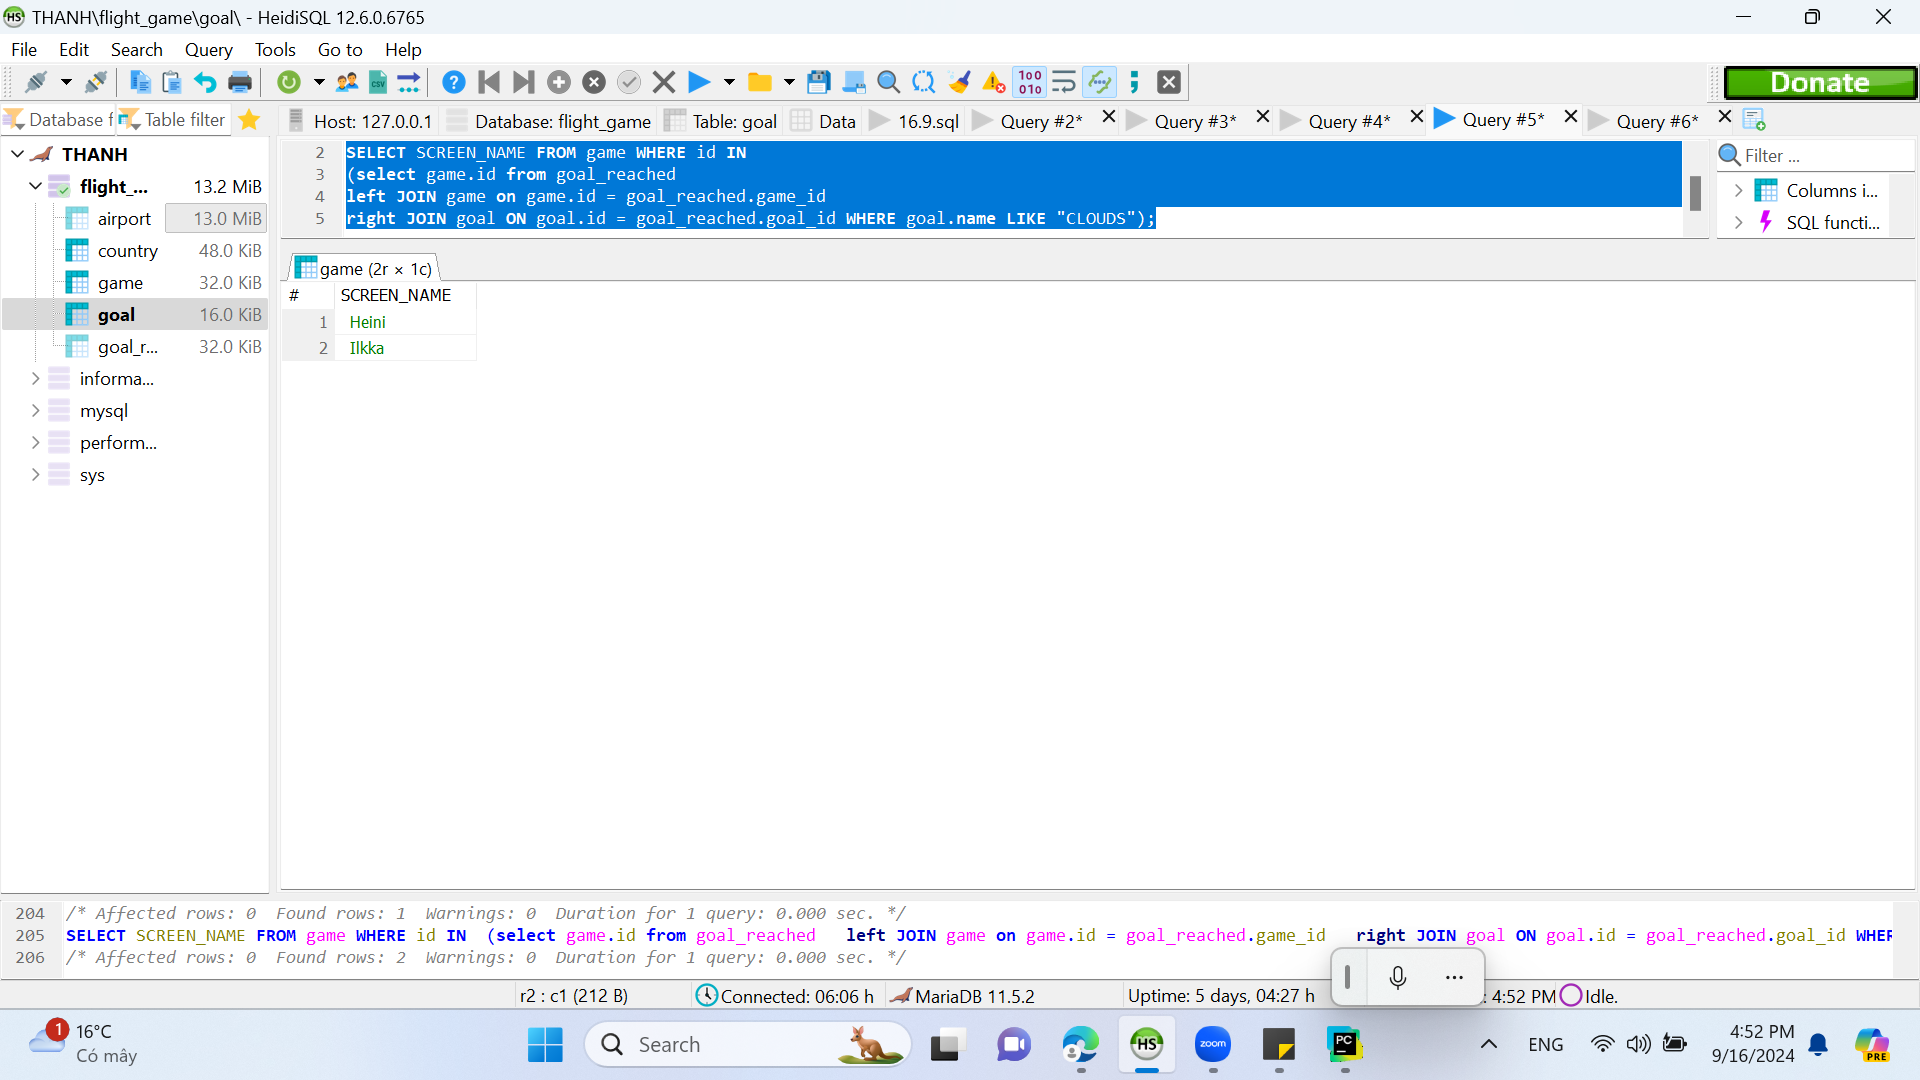 THANH\flight_game\goal\ - HeidiSQL 12.6.0.6765
File Edit Search Query Tools Go to Help
Donate
Database f Table filter
Host: 127.0.0.1 Database: flight_game Table: goal Data 16.9.sql Query #2* Query #3* Query #4* Query #5* Query #6*
THANH
flight_... 13.2 MiB
airport 13.0 MiB
country 48.0 KiB
game 32.0 KiB
goal 16.0 KiB
goal_r... 32.0 KiB
informa...
mysql
perform...
sys
2 SELECT SCREEN_NAME FROM game WHERE id IN
3 (select game.id from goal_reached
4 left JOIN game on game.id = goal_reached.game_id
5 right JOIN goal ON goal.id = goal_reached.goal_id WHERE goal.name LIKE "CLOUDS");
Filter ...
Columns i...
SQL functi...
game (2r × 1c)
# SCREEN_NAME
1 Heini
2 Ilkka
204 /* Affected rows: 0 Found rows: 1 Warnings: 0 Duration for 1 query: 0.000 sec. */
205 SELECT SCREEN_NAME FROM game WHERE id IN (select game.id from goal_reached left JOIN game on game.id = goal_reached.game_id right JOIN goal ON goal.id = goal_reached.goal_id WHER
206 /* Affected rows: 0 Found rows: 2 Warnings: 0 Duration for 1 query: 0.000 sec. */
r2 : c1 (212 B) Connected: 06:06 h MariaDB 11.5.2 Uptime: 5 days, 04:27 h : 4:52 PM Idle.
1 16°C
Có mây
Search
HS
zoom
PC
ENG
4:52 PM
9/16/2024
PRE